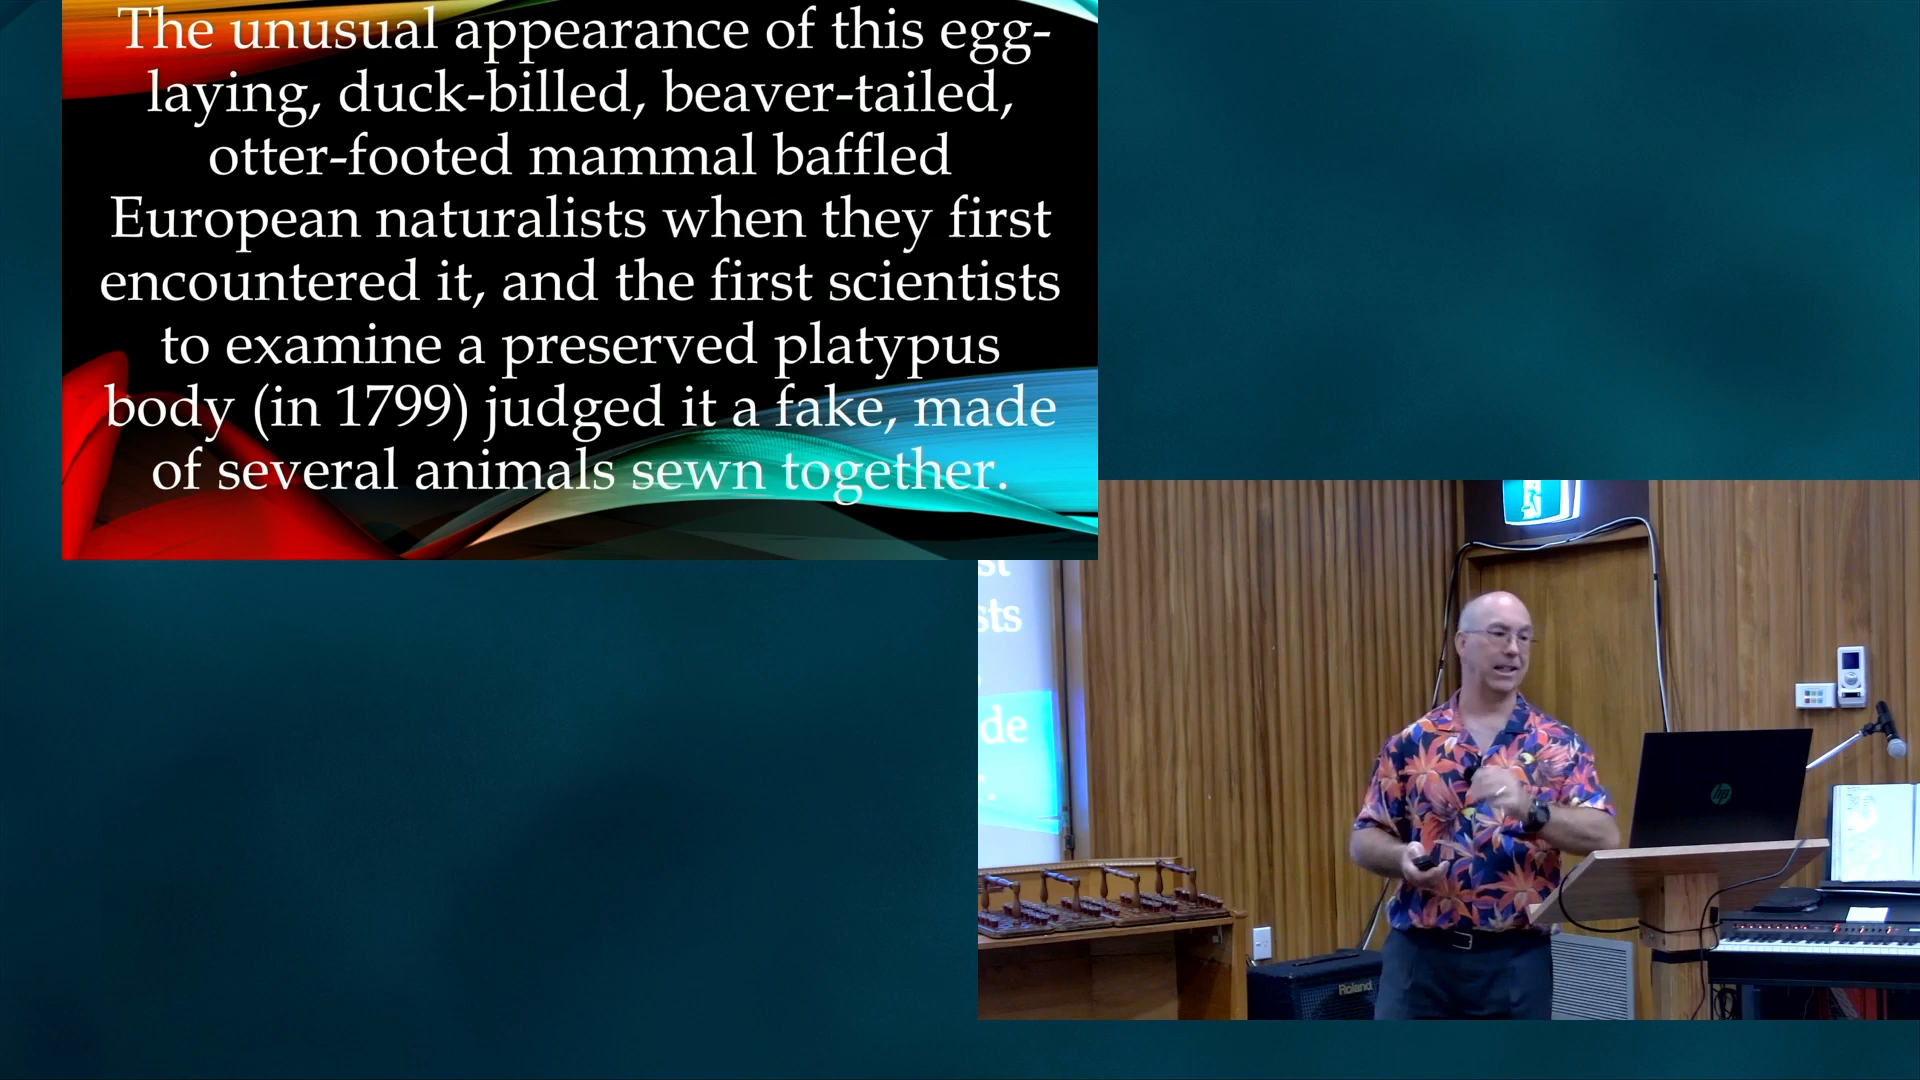 The unusual appearance of this egg-
laying, duck-billed, beaver-tailed,
otter-footed mammal baffled
European naturalists when they first
encountered it, and the first scientists
to examine a preserved platypus
body (in 1799) judged it a fake, made
of several animals sewn together.
st
sts
de
hp
Roland